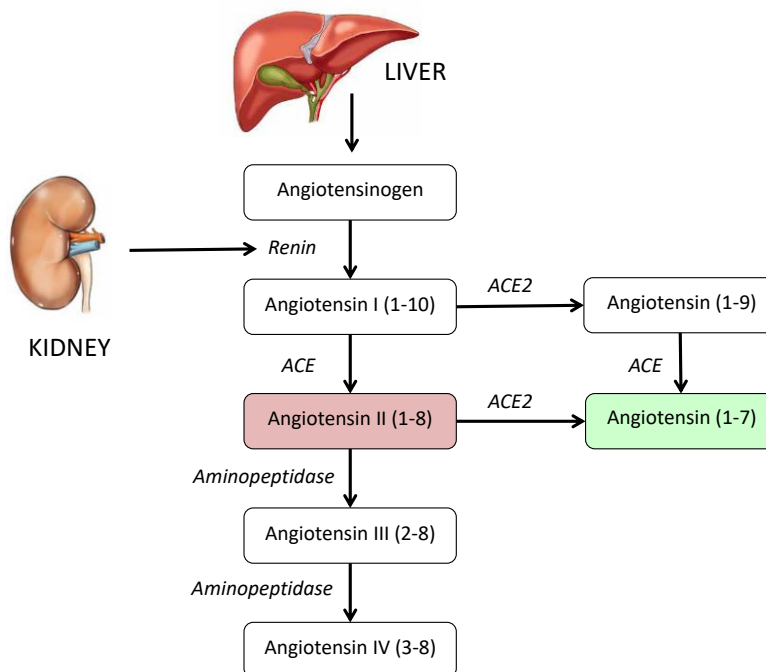 LIVER
Angiotensinogen
Renin
KIDNEY
Angiotensin I (1-10)
ACE2
Angiotensin (1-9)
ACE
ACE
Angiotensin II (1-8)
ACE2
Angiotensin (1-7)
Aminopeptidase
Angiotensin III (2-8)
Aminopeptidase
Angiotensin IV (3-8)